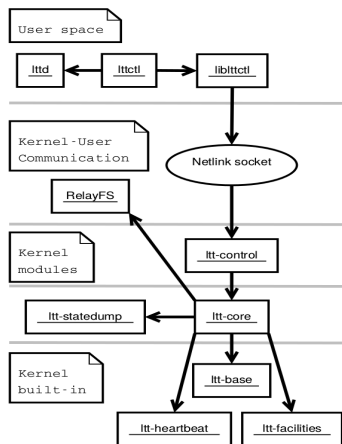 User space
lttd
lttctl
liblttctl
Kernel-User
Communication
Netlink socket
RelayFS
Kernel
modules
ltt-control
ltt-statedump
ltt-core
Kernel
built-in
ltt-base
ltt-heartbeat
ltt-facilities